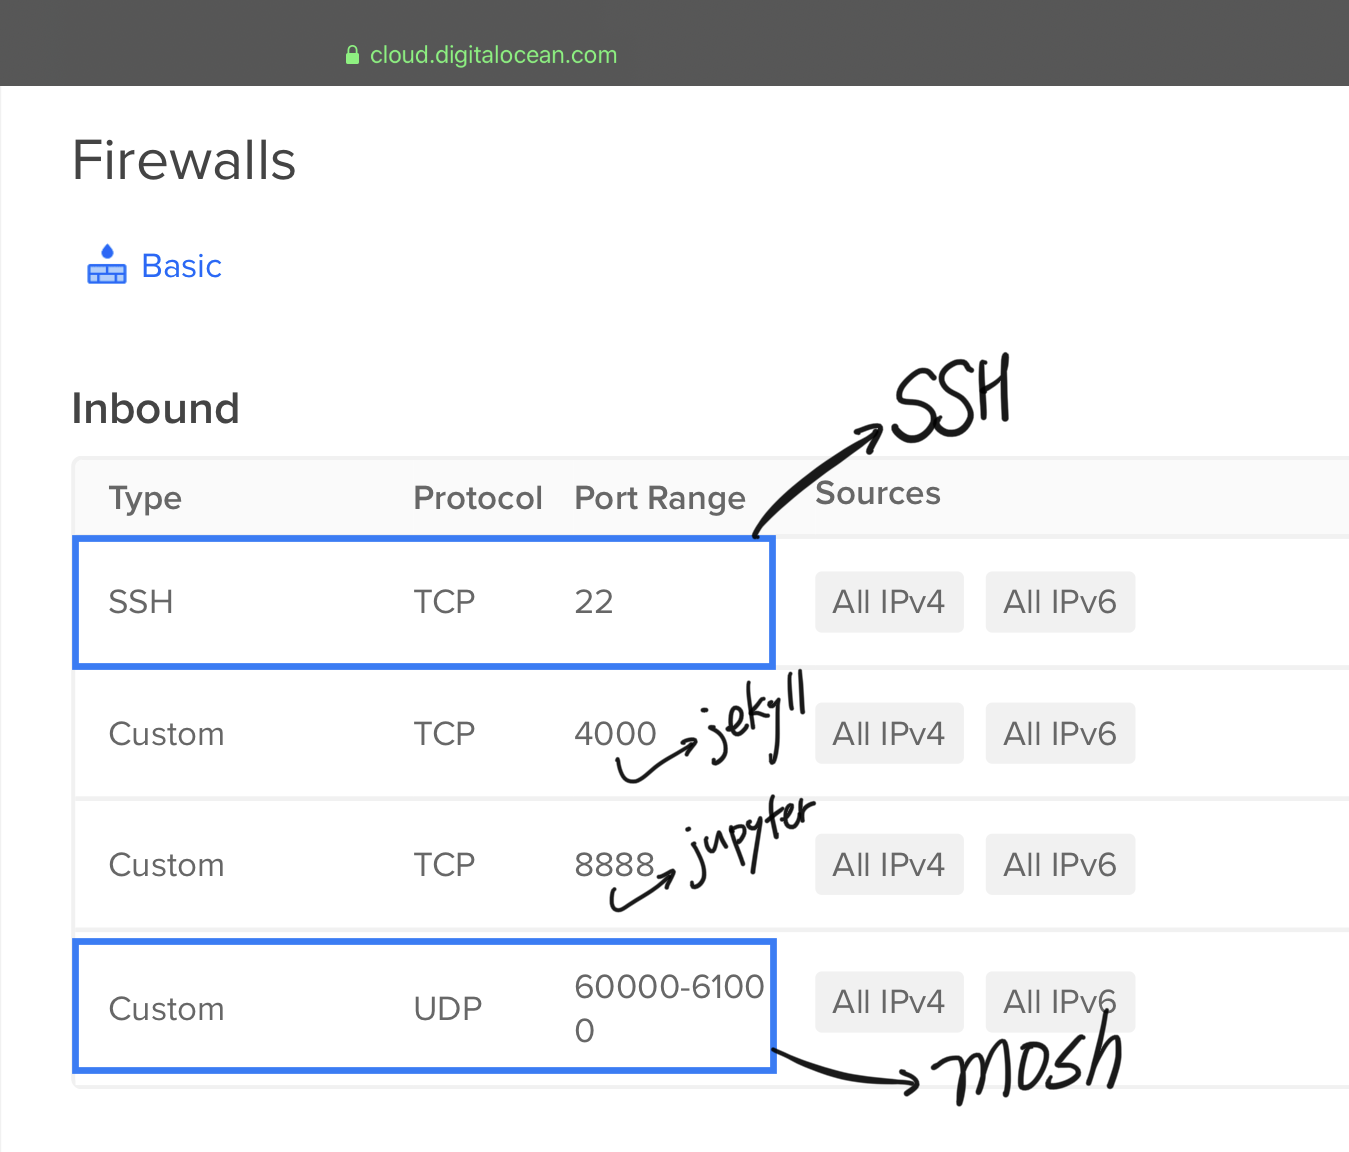 cloud.digitalocean.com
Firewalls
Basic
Inbound
SSH
Type Protocol Port Range Sources
SSH TCP 22 All IPv4 All IPv6
Custom TCP 4000 jekyll All IPv4 All IPv6
Custom TCP 8888 jupyter All IPv4 All IPv6
Custom UDP 60000-6100
0 All IPv4 All IPv6
mosh